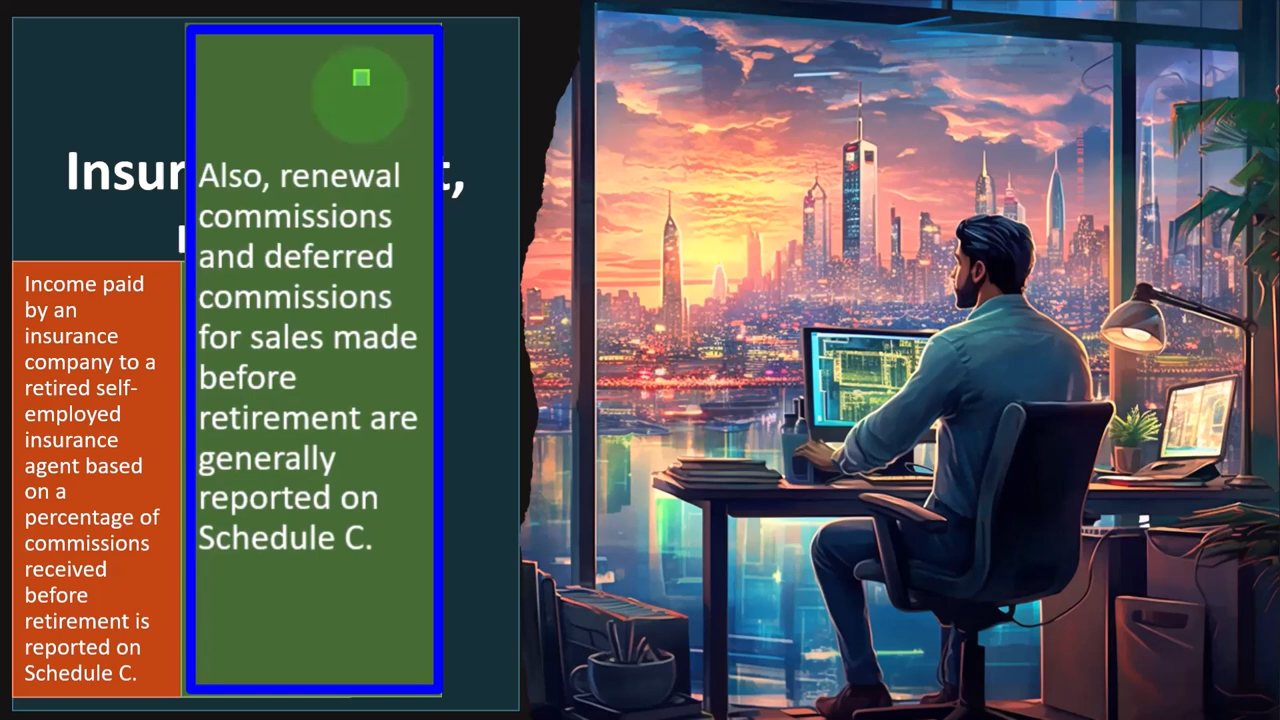 Insur t,
Income paid
by an
insurance
company to a
retired self-
employed
insurance
agent based
on a
percentage of
commissions
received
before
retirement is
reported on
Schedule C.
Also, renewal
commissions
and deferred
commissions
for sales made
before
retirement are
generally
reported on
Schedule C.